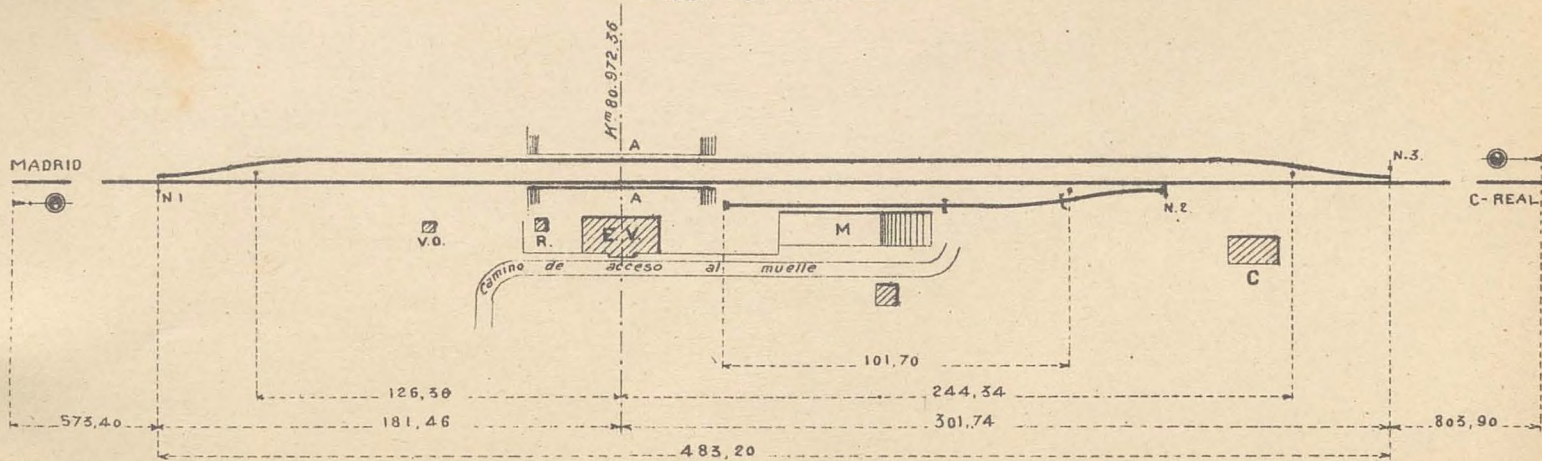 Km 80.972,36
MADRID
A
N.3.
N 1
A
N.2.
C-REAL
V.O.
R.
E.V.
M
C
Camino de acceso al muelle
101,70
126,30
244,34
573,40
181,46
301,74
803,90
483,20